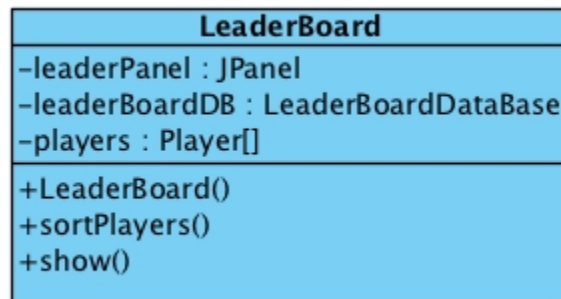 LeaderBoard
-leaderPanel : JPanel
-leaderBoardDB : LeaderBoardDataBase
-players : Player[]
+LeaderBoard()
+sortPlayers()
+show()